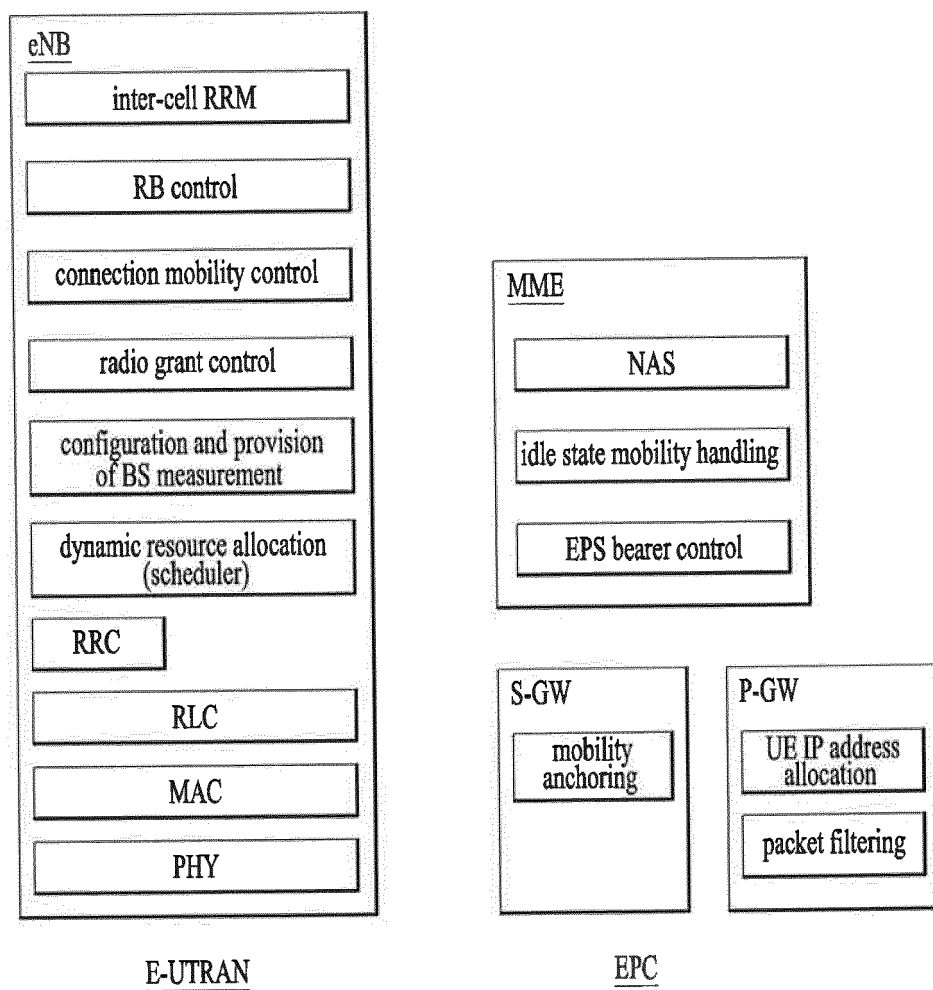 eNB
inter-cell RRM
RB control
connection mobility control
radio grant control
configuration and provision
of BS measurement
dynamic resource allocation
(scheduler)
RRC
RLC
MAC
PHY
E-UTRAN
MME
NAS
idle state mobility handling
EPS bearer control
S-GW
mobility
anchoring
P-GW
UE IP address
allocation
packet filtering
EPC